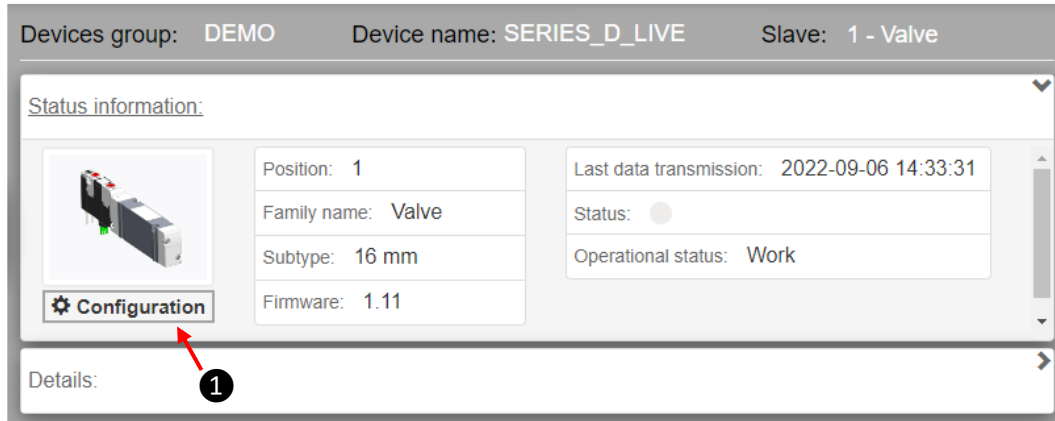 Devices group: DEMO Device name: SERIES_D_LIVE Slave: 1 - Valve
Status information:
Position: 1
Family name: Valve
Subtype: 16 mm
Firmware: 1.11
Last data transmission: 2022-09-06 14:33:31
Status:
Operational status: Work
Configuration
1
Details: